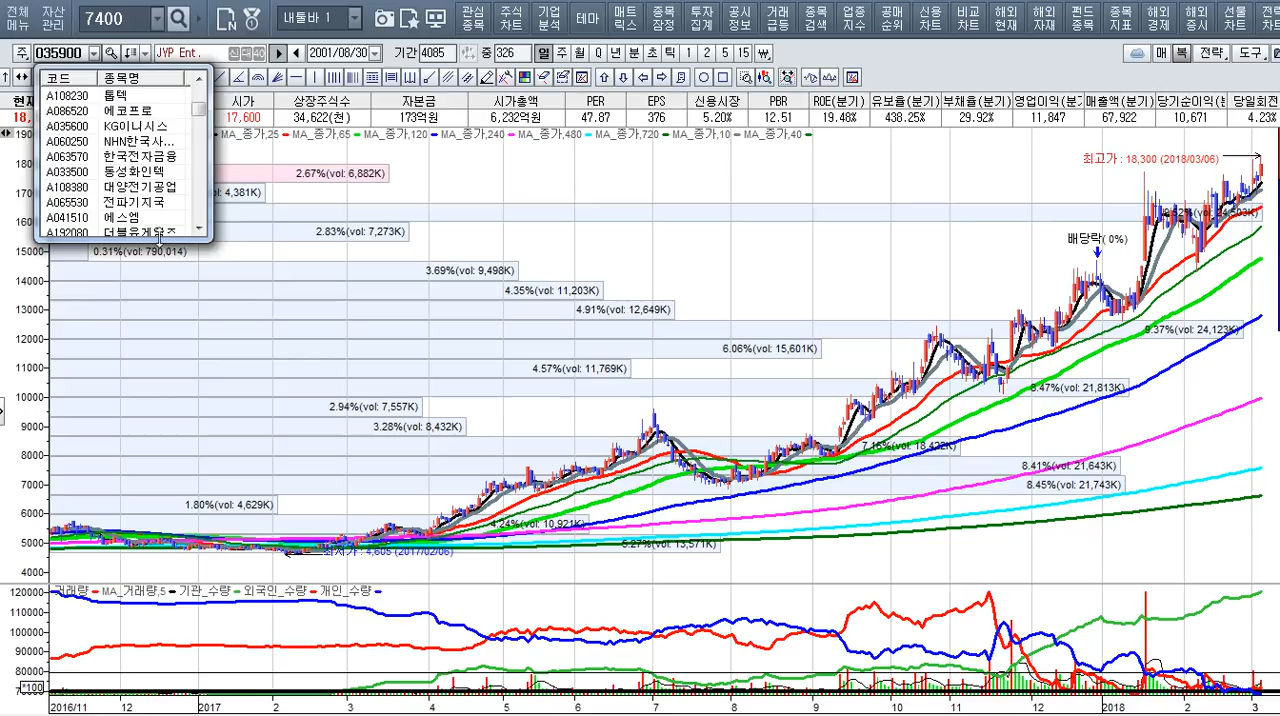 전체 자산 7400 내툴바 1 관심 주식 기업 테마 매트 종목 투자 공시 거래 종목 업종 공매 신용 비교 해외 해외 펀드 종목 해외 해외 선물
메뉴 관리 종목 차트 분석 릭스 잠정 집계 정보 급등 검색 지수 순위 차트 차트 현재 차트 종목 지표 경제 증시 차트
주 035900 JYP Ent. 신 대 40 2001/08/30 기간 4085 중 326 일 주 월 Q 년 분 초 틱 1 2 5 15 매 복 전략 도구
코드 종목명
A108230 톱텍
A086520 에코프로
A035600 KG이니시스
A060250 NHN한국사...
A063570 한국전자금융
A033500 동성화인텍
A108380 대양전기공업
A065530 전파기지국
A041510 에스엠
A192080
시가 상장주식수 자본금 시가총액 PER EPS 신용시장 PBR ROE(분기) 유보율(분기) 부채율(분기) 영업이익(분기 매출액(분기) 당기순이익(분 당일회전
17,600 34,622(천) 173억원 6,232억원 47.87 376 5.20% 12.51 19.48% 438.25% 29.92% 11,847 67,922 10,671 4.23%
MA_종가,25 MA_종가,65 MA_종가,120 MA_종가,240 MA_종가,480 MA_종가,720 MA_종가,10 MA_종가,40
최고가 : 18,300 (2018/03/06)
2.67%(vol: 6,882K)
4,381K)
9.52%(vol: 24,503K)
2.83%(vol: 7,273K)
배당락( 0%)
0.31%(vol: 790,014)
3.69%(vol: 9,498K)
4.35%(vol: 11,203K)
4.91%(vol: 12,649K)
9.37%(vol: 24,123K)
6.06%(vol: 15,601K)
4.57%(vol: 11,769K)
8.47%(vol: 21,813K)
2.94%(vol: 7,557K)
3.28%(vol: 8,432K)
7.16%(vol: 18,422K)
8.41%(vol: 21,643K)
8.45%(vol: 21,743K)
1.80%(vol: 4,629K)
4.24%(vol: 10,921K)
5.27%(vol: 13,571K)
최저가 : 4,605 (2017/02/06)
15000
14000
13000
12000
11000
10000
9000
8000
7000
6000
5000
4000
거래량 MA_거래량,5 기관_수량 외국인_수량 개인_수량
120000
110000
100000
90000
80000
*100
2016/11 12 2017 2 3 4 5 6 7 8 9 10 11 12 2018 2 3